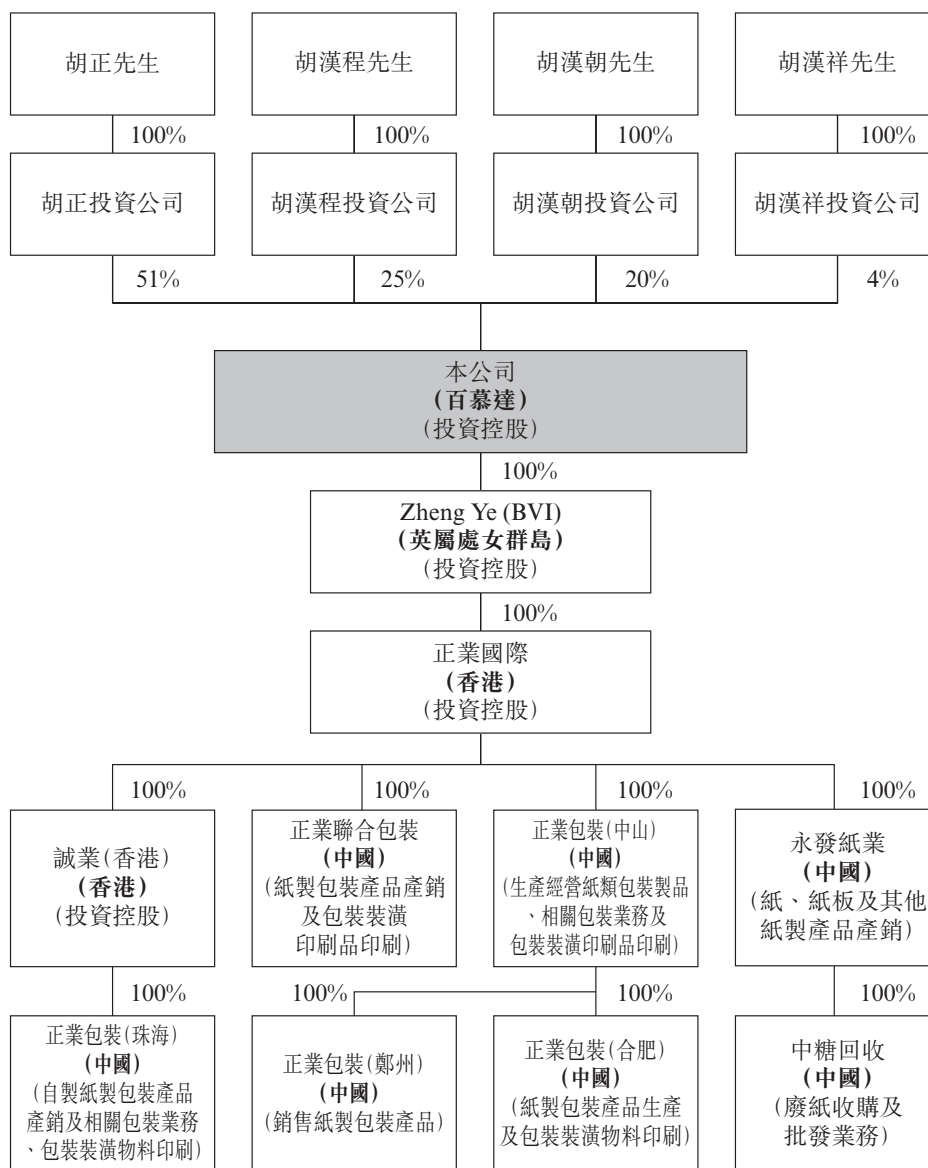 胡正先生
胡漢程先生
胡漢朝先生
胡漢祥先生
100%
100%
100%
100%
胡正投資公司
胡漢程投資公司
胡漢朝投資公司
胡漢祥投資公司
51%
25%
20%
4%
本公司
(百慕達)
(投資控股)
100%
Zheng Ye (BVI)
(英屬處女群島)
(投資控股)
100%
正業國際
(香港)
(投資控股)
100%
100%
100%
100%
誠業(香港)
(香港)
(投資控股)
正業聯合包裝
(中國)
(紙製包裝產品產銷
及包裝裝潢
印刷品印刷)
正業包裝(中山)
(中國)
(生產經營紙類包裝製品
、相關包裝業務及
包裝裝潢印刷品印刷)
永發紙業
(中國)
(紙、紙板及其他
紙製產品產銷)
100%
100%
100%
100%
正業包裝(珠海)
(中國)
(自製紙製包裝產品
產銷及相關包裝業務
、包裝裝潢物料印刷)
正業包裝(鄭州)
(中國)
(銷售紙製包裝產品)
正業包裝(合肥)
(中國)
(紙製包裝產品生產
及包裝裝潢物料印刷)
中糖回收
(中國)
(廢紙收購及
批發業務)